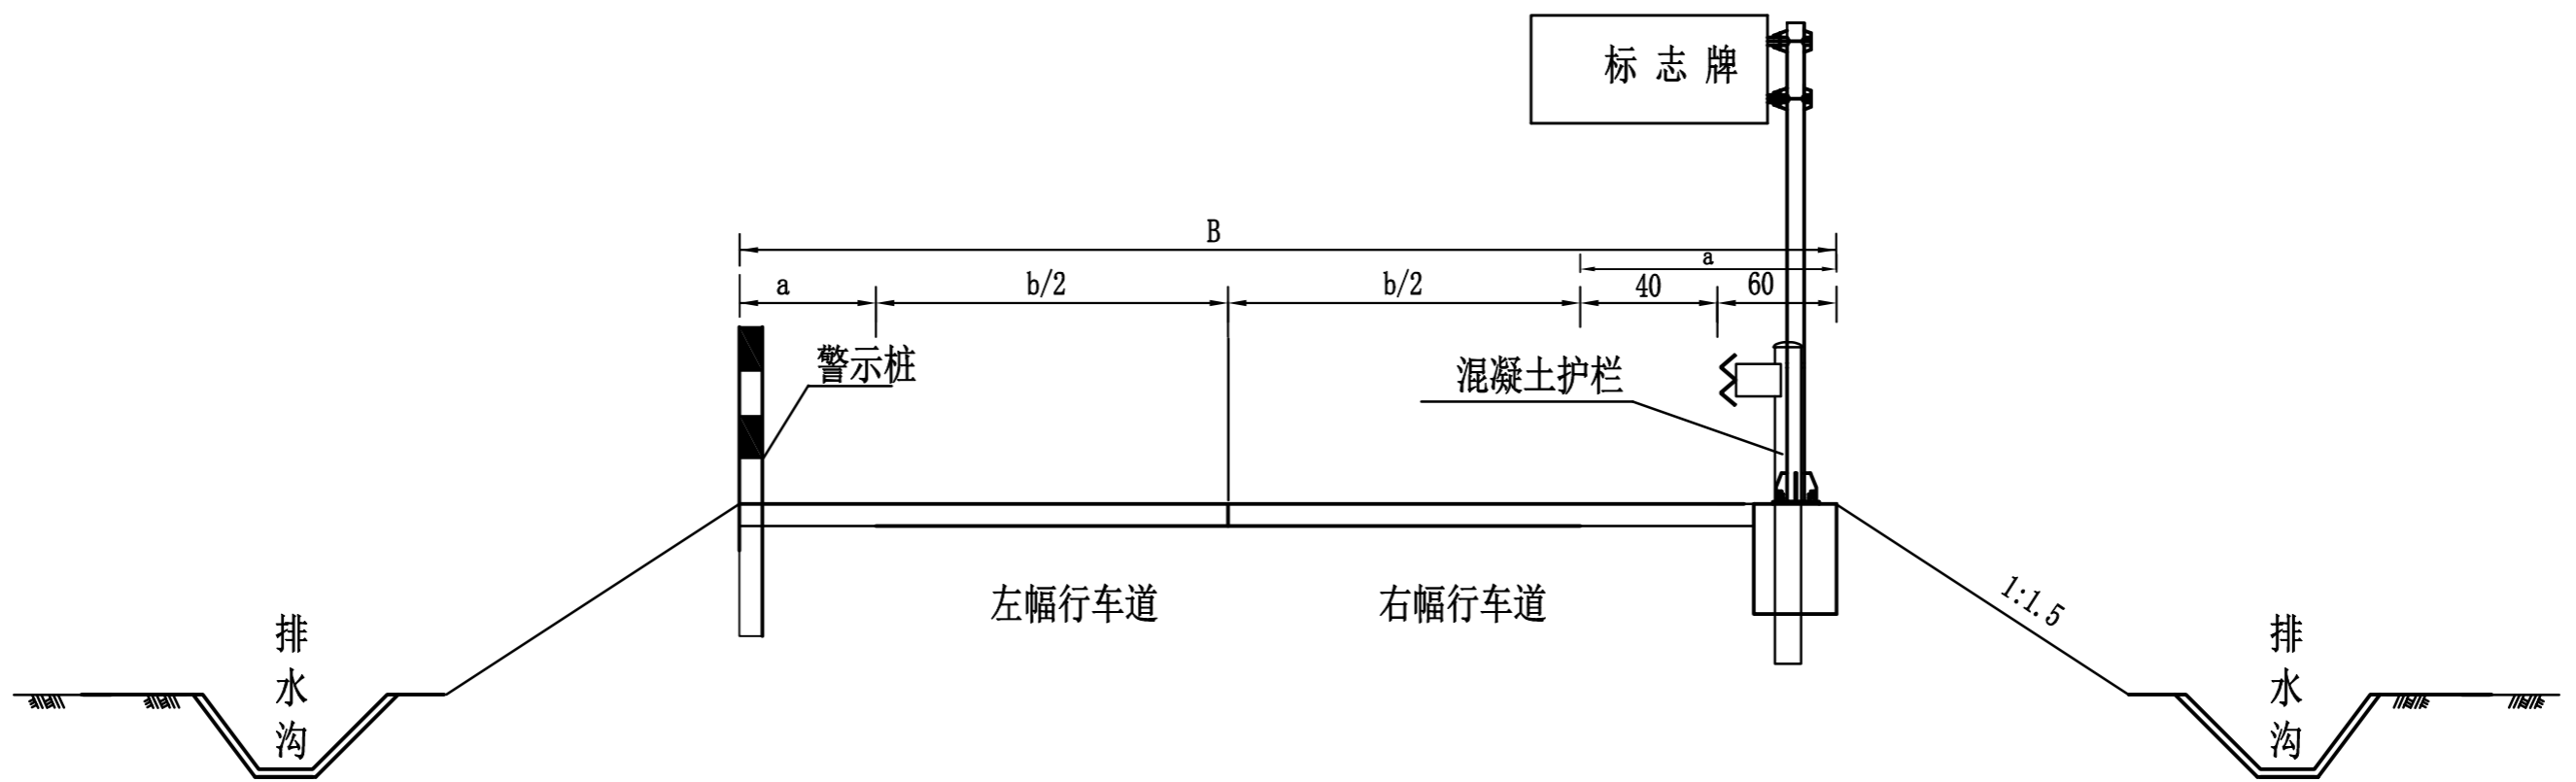 标志牌
B
a
a
b/2
b/2
40
60
警示桩
混凝土护栏
左幅行车道
右幅行车道
1:1.5
排水沟
排水沟